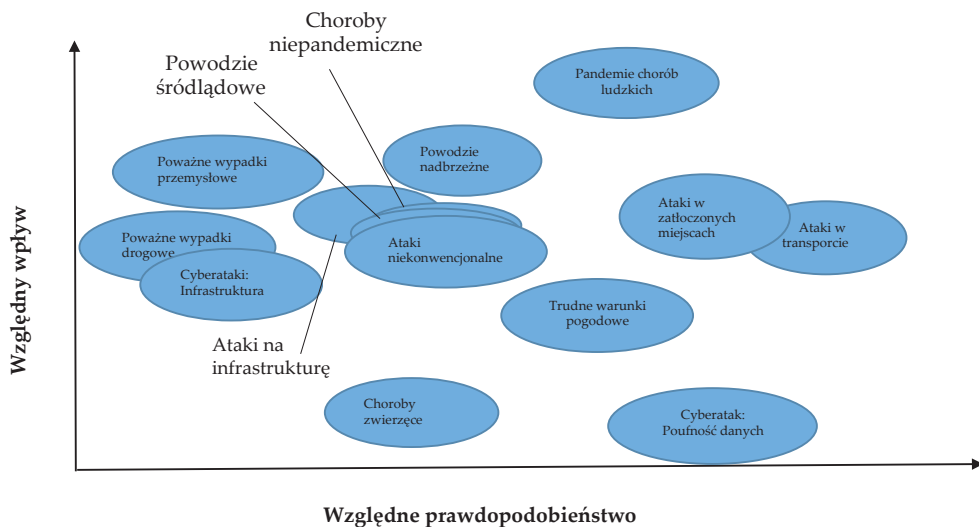 Choroby
niepandemiczne
Powodzie
śródlądowe
Pandemie chorób
ludzkich
Poważne wypadki
przemysłowe
Powodzie
nadbrzeżne
Ataki w
zatłoczonych
miejscach
Ataki w
transporcie
Poważne wypadki
drogowe
Ataki
niekonwencjonalne
Cyberataki:
Infrastruktura
Trudne warunki
pogodowe
Ataki na
infrastrukturę
Choroby
zwierzęce
Cyberatak:
Poufność danych
Względny wpływ
Względne prawdopodobieństwo